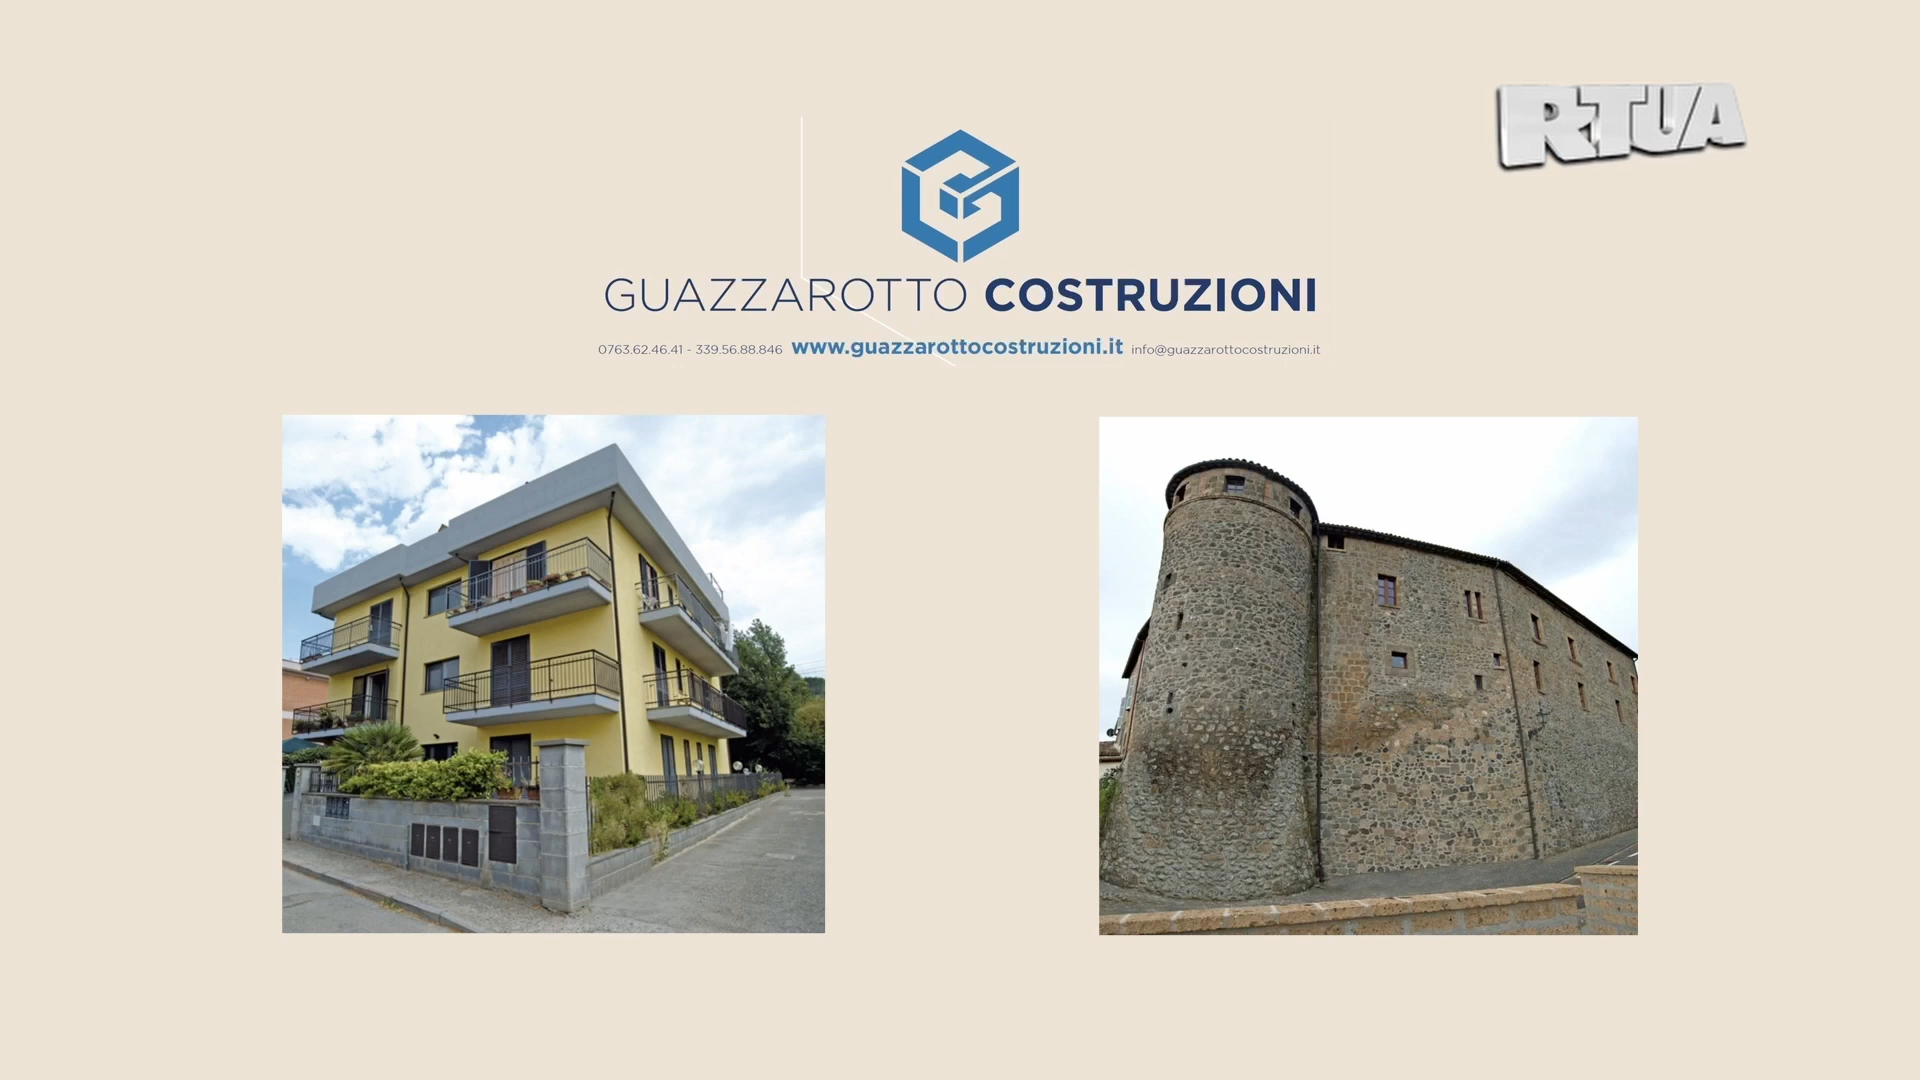 RTUA
GUAZZAROTTO COSTRUZIONI
0763.62.46.41 - 339.56.88.846 www.guazzarottocostruzioni.it info@guazzarottocostruzioni.it